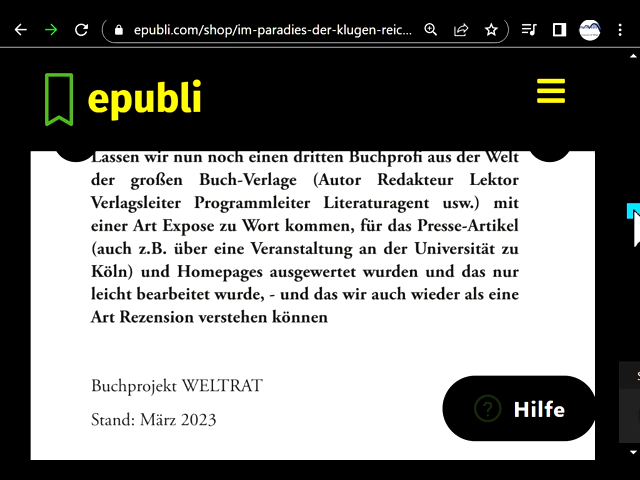 epubli.com/shop/im-paradies-der-klugen-reic...
epubli
Lassen wir nun noch einen dritten Buchprofi aus der Welt
der großen Buch-Verlage (Autor Redakteur Lektor
Verlagsleiter Programmleiter Literaturagent usw.) mit
einer Art Expose zu Wort kommen, für das Presse-Artikel
(auch z.B. über eine Veranstaltung an der Universität zu
Köln) und Homepages ausgewertet wurden und das nur
leicht bearbeitet wurde, - und das wir auch wieder als eine
Art Rezension verstehen können
Buchprojekt WELTRAT
Stand: März 2023
Hilfe